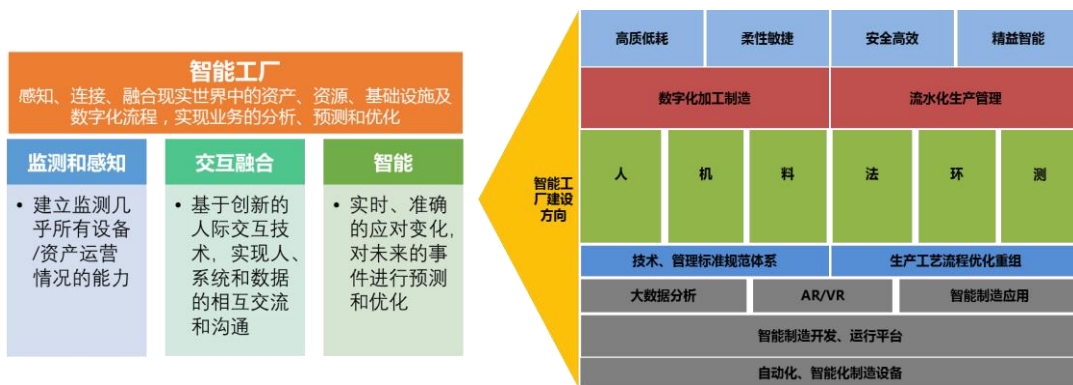 智能工厂
感知、连接、融合现实世界中的资产、资源、基础设施及
数字化流程，实现业务的分析、预测和优化
监测和感知
• 建立监测几
乎所有设备
/资产运营
情况的能力
交互融合
• 基于创新的
人际交互技
术，实现人、
系统和数据
的相互交流
和沟通
智能
• 实时、准确
的应对变化，
对未来的事
件进行预测
和优化
智能工
厂建设
方向
高质低耗
柔性敏捷
安全高效
精益智能
数字化加工制造
流水化生产管理
人
机
料
法
环
测
技术、管理标准规范体系
生产工艺流程优化重组
大数据分析
AR/VR
智能制造应用
智能制造开发、运行平台
自动化、智能化制造设备